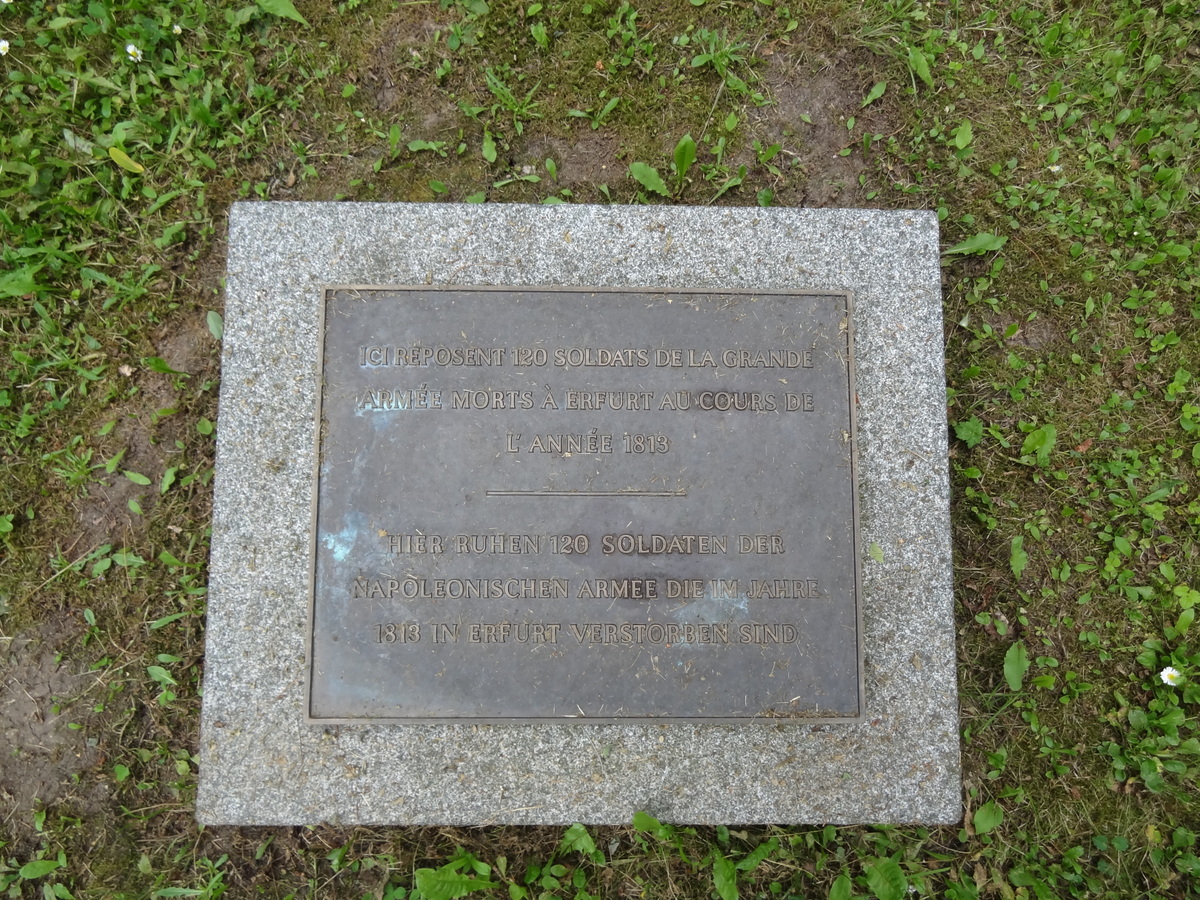 ICI REPOSENT 120 SOLDATS DE LA GRANDE
ARMÉE MORTS À ERFURT AU COURS DE
L'ANNÉE 1813
HIER RUHEN 120 SOLDATEN DER
NAPOLEONISCHEN ARMEE DIE IM JAHRE
1813 IN ERFURT VERSTORBEN SIND